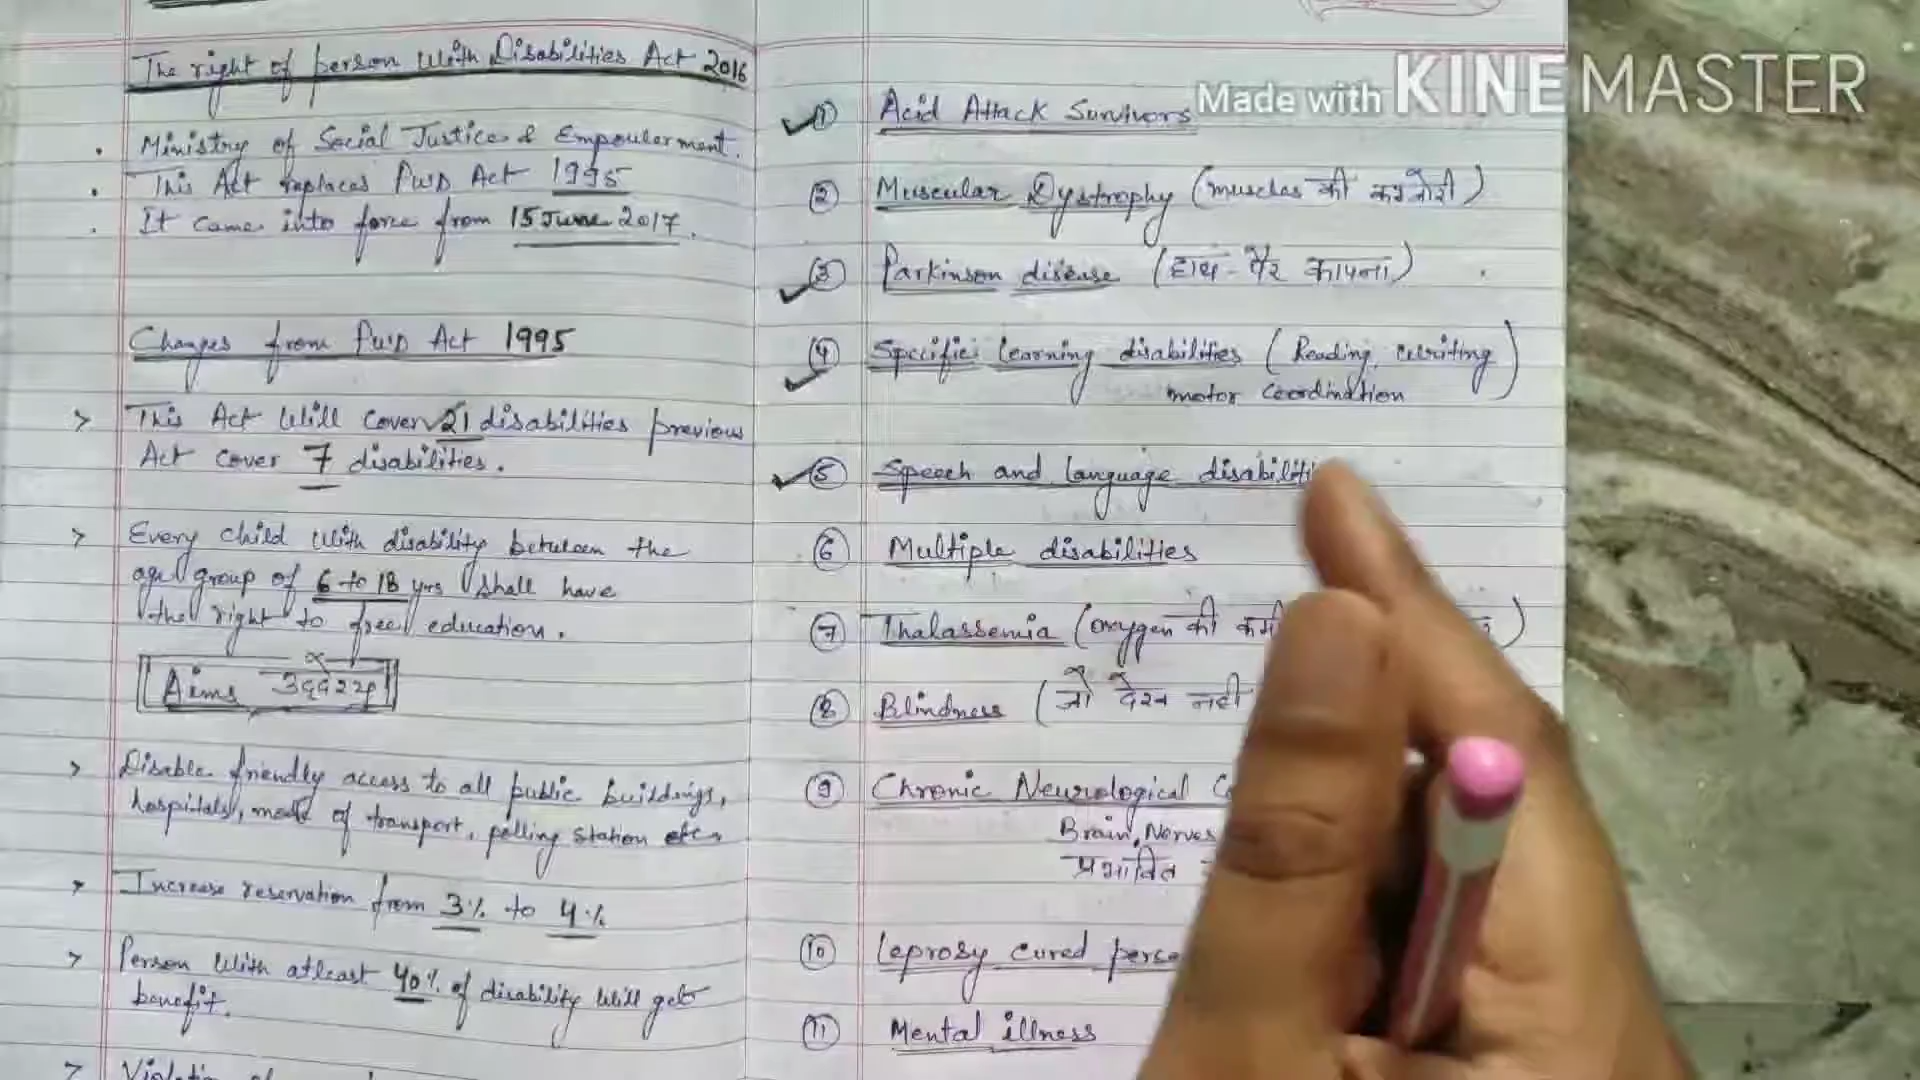 The right of person with Disabilities Act 2016
. Ministry of Social Justice & Empowerment.
. This Act replaces PwD Act 1995
. It came into force from 15 June 2017.
Changes from PwD Act 1995
> This Act will cover 21 disabilities previous
Act cover 7 disabilities.
> Every child with disability between the
age group of 6 to 18 yrs shall have
the right to free education.
Aims उद्देश्य
> Disable friendly access to all public buildings,
hospitals, mode of transport, polling station etc.
> Increase reservation from 3% to 4%
> Person with atleast 40% of disability will get
benefit.
>
Made with KINEMASTER
① Acid Attack Survivors
② Muscular Dystrophy (muscles की कमजोरी)
③ Parkinson disease (हाथ-पैर कापना)
④ Specific learning disabilities (Reading, writing)
motor coordination
⑤ Speech and language
⑥ Multiple disabilities
⑦ Thalassemia (oxygen की कमी )
⑧ Blindness (जो देख नही
⑨ Chronic Neurological
Brain, Nerves
प्रभावित
⑩ Leprosy cured
⑪ Mental illness